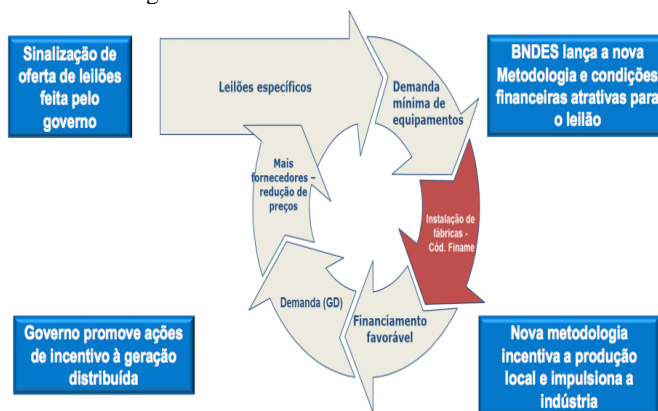 Sinalização de
oferta de leilões
feita pelo
governo
Leilões específicos
Demanda
mínima de
equipamentos
BNDES lança a nova
Metodologia e condições
financeiras atrativas para
o leilão
Mais
fornecedores –
redução de
preços
Instalação de
fábricas -
Cód. Finame
Demanda (GD)
Financiamento
favorável
Governo promove ações
de incentivo à geração
distribuída
Nova metodologia
incentiva a produção
local e impulsiona a
indústria